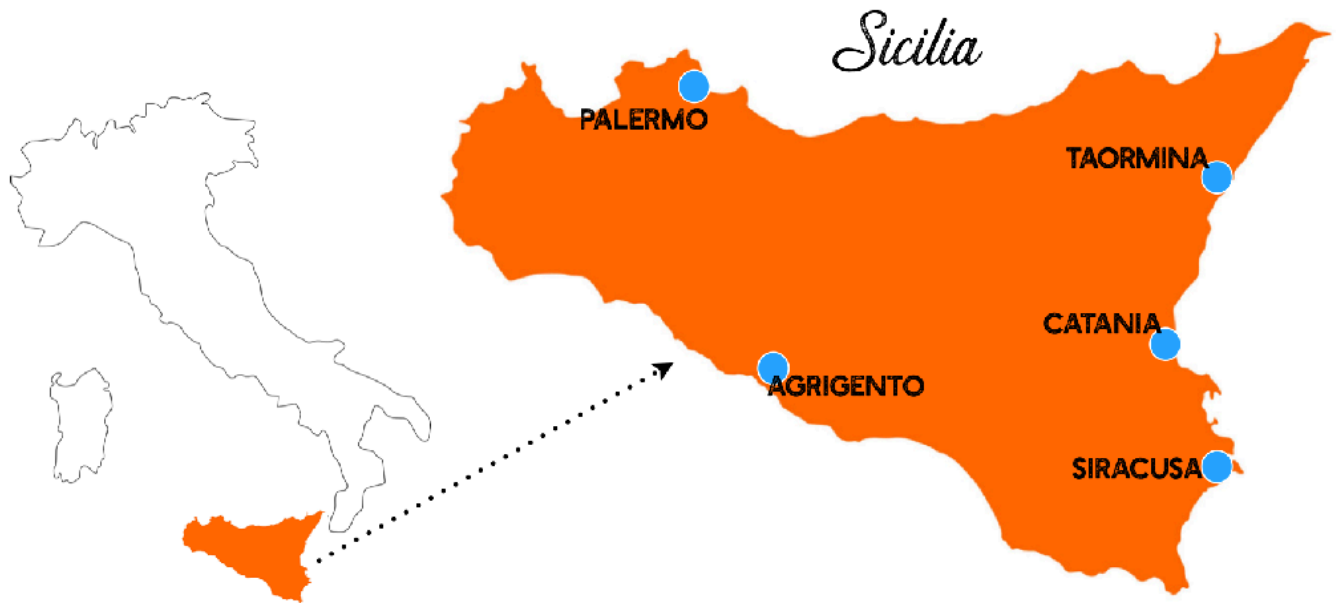 Sicilia
PALERMO
TAORMINA
CATANIA
AGRIGENTO
SIRACUSA